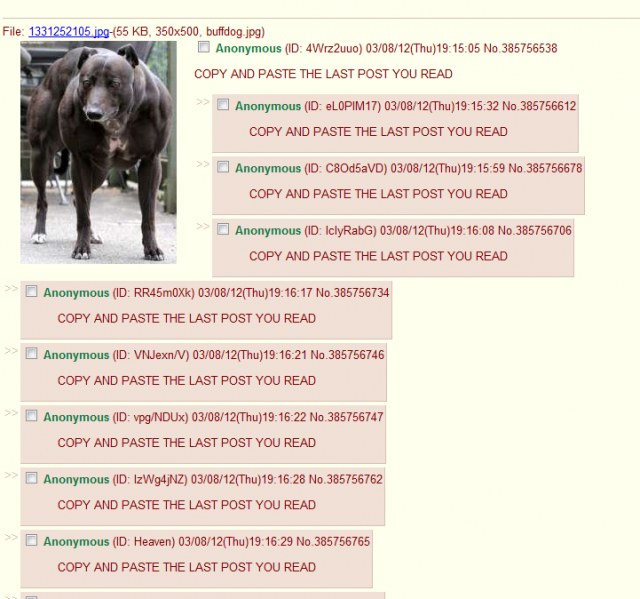 File: 1331252105.jpg-(55 KB, 350x500, buffdog.jpg)
Anonymous (ID: 4Wrz2uuo) 03/08/12(Thu)19:15:05 No.385756538
COPY AND PASTE THE LAST POST YOU READ
>> Anonymous (ID: eL0PlM17) 03/08/12(Thu)19:15:32 No.385756612
COPY AND PASTE THE LAST POST YOU READ
>> Anonymous (ID: C8Od5aVD) 03/08/12(Thu)19:15:59 No.385756678
COPY AND PASTE THE LAST POST YOU READ
>> Anonymous (ID: lclyRabG) 03/08/12(Thu)19:16:08 No.385756706
COPY AND PASTE THE LAST POST YOU READ
>> Anonymous (ID: RR45m0Xk) 03/08/12(Thu)19:16:17 No.385756734
COPY AND PASTE THE LAST POST YOU READ
>> Anonymous (ID: VNJexn/V) 03/08/12(Thu)19:16:21 No.385756746
COPY AND PASTE THE LAST POST YOU READ
>> Anonymous (ID: vpg/NDUx) 03/08/12(Thu)19:16:22 No.385756747
COPY AND PASTE THE LAST POST YOU READ
>> Anonymous (ID: lzWg4jNZ) 03/08/12(Thu)19:16:28 No.385756762
COPY AND PASTE THE LAST POST YOU READ
>> Anonymous (ID: Heaven) 03/08/12(Thu)19:16:29 No.385756765
COPY AND PASTE THE LAST POST YOU READ